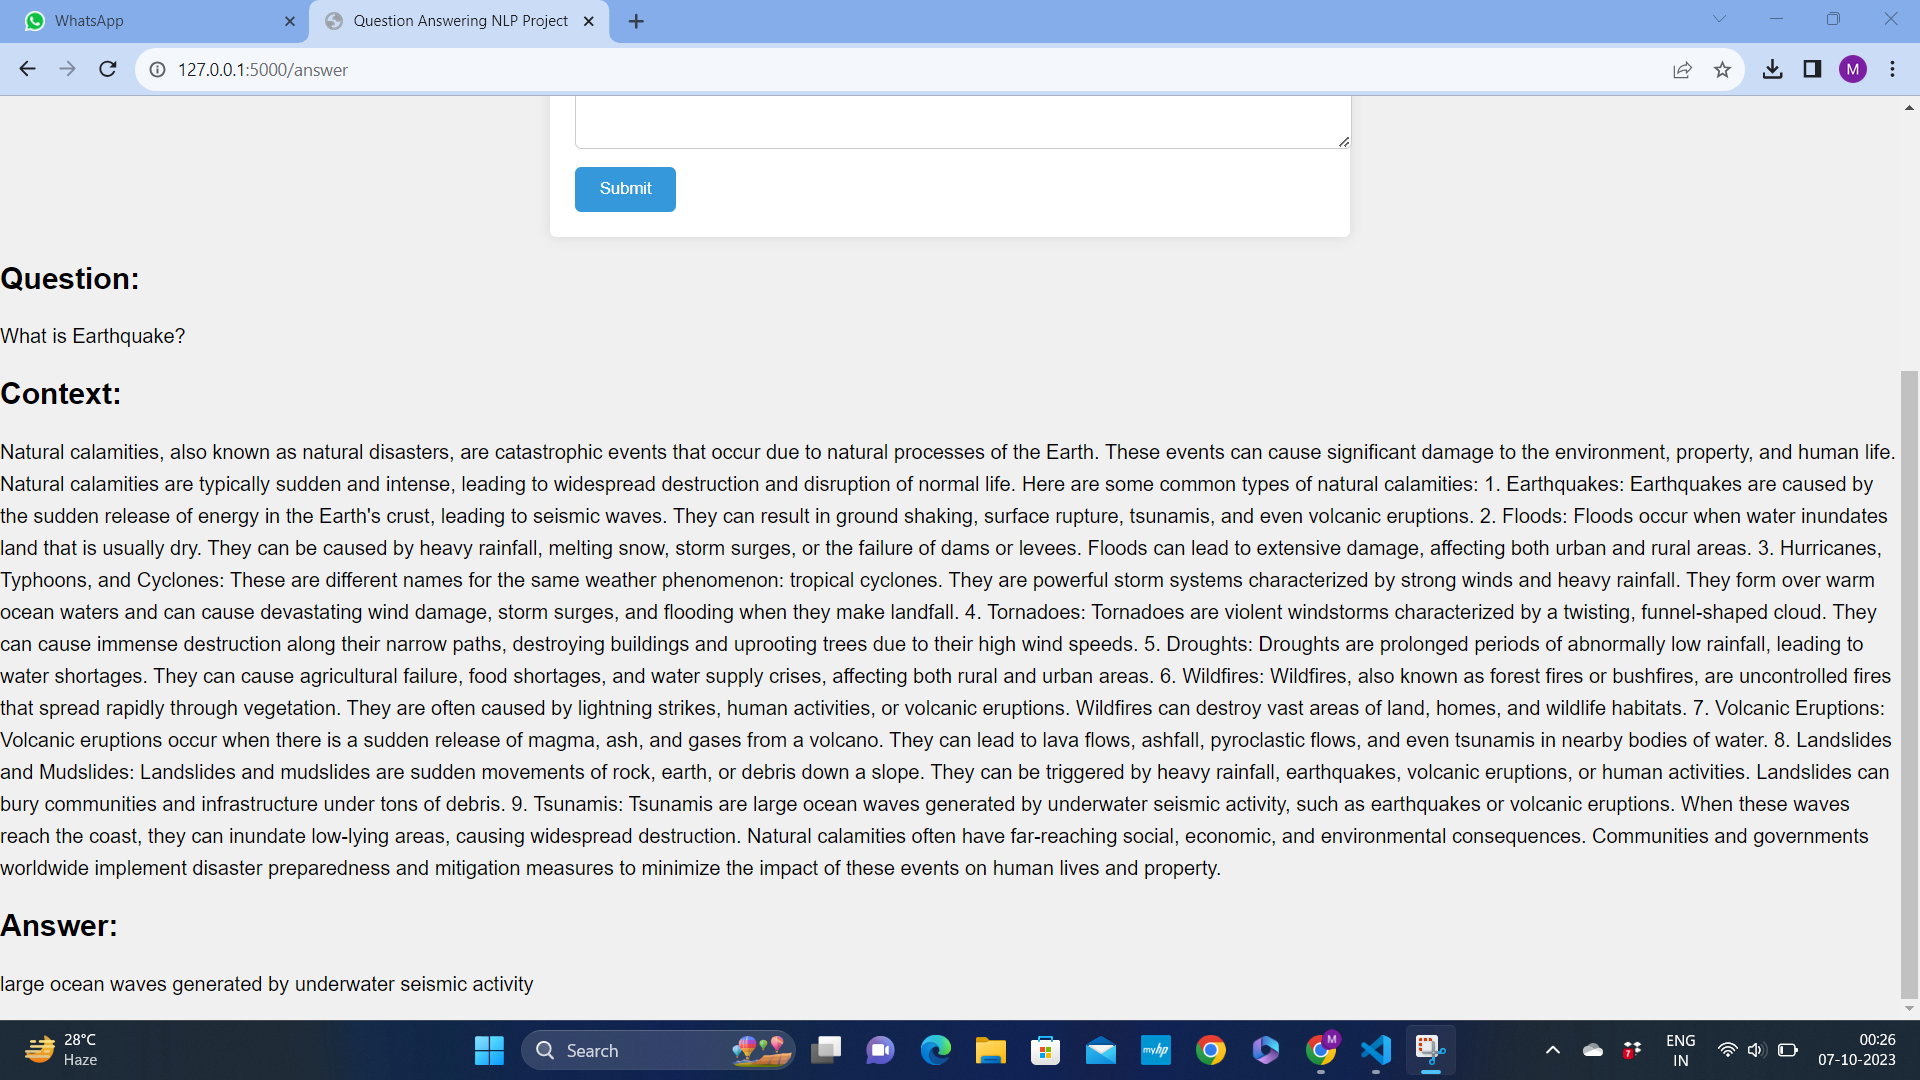 WhatsApp
Question Answering NLP Project
127.0.0.1:5000/answer
M
Submit
Question:
What is Earthquake?
Context:
Natural calamities, also known as natural disasters, are catastrophic events that occur due to natural processes of the Earth. These events can cause significant damage to the environment, property, and human life.
Natural calamities are typically sudden and intense, leading to widespread destruction and disruption of normal life. Here are some common types of natural calamities: 1. Earthquakes: Earthquakes are caused by
the sudden release of energy in the Earth's crust, leading to seismic waves. They can result in ground shaking, surface rupture, tsunamis, and even volcanic eruptions. 2. Floods: Floods occur when water inundates
land that is usually dry. They can be caused by heavy rainfall, melting snow, storm surges, or the failure of dams or levees. Floods can lead to extensive damage, affecting both urban and rural areas. 3. Hurricanes,
Typhoons, and Cyclones: These are different names for the same weather phenomenon: tropical cyclones. They are powerful storm systems characterized by strong winds and heavy rainfall. They form over warm
ocean waters and can cause devastating wind damage, storm surges, and flooding when they make landfall. 4. Tornadoes: Tornadoes are violent windstorms characterized by a twisting, funnel-shaped cloud. They
can cause immense destruction along their narrow paths, destroying buildings and uprooting trees due to their high wind speeds. 5. Droughts: Droughts are prolonged periods of abnormally low rainfall, leading to
water shortages. They can cause agricultural failure, food shortages, and water supply crises, affecting both rural and urban areas. 6. Wildfires: Wildfires, also known as forest fires or bushfires, are uncontrolled fires
that spread rapidly through vegetation. They are often caused by lightning strikes, human activities, or volcanic eruptions. Wildfires can destroy vast areas of land, homes, and wildlife habitats. 7. Volcanic Eruptions:
Volcanic eruptions occur when there is a sudden release of magma, ash, and gases from a volcano. They can lead to lava flows, ashfall, pyroclastic flows, and even tsunamis in nearby bodies of water. 8. Landslides
and Mudslides: Landslides and mudslides are sudden movements of rock, earth, or debris down a slope. They can be triggered by heavy rainfall, earthquakes, volcanic eruptions, or human activities. Landslides can
bury communities and infrastructure under tons of debris. 9. Tsunamis: Tsunamis are large ocean waves generated by underwater seismic activity, such as earthquakes or volcanic eruptions. When these waves
reach the coast, they can inundate low-lying areas, causing widespread destruction. Natural calamities often have far-reaching social, economic, and environmental consequences. Communities and governments
worldwide implement disaster preparedness and mitigation measures to minimize the impact of these events on human lives and property.
Answer:
large ocean waves generated by underwater seismic activity
28°C
Haze
Search
myhp
M
7
ENG
IN
00:26
07-10-2023